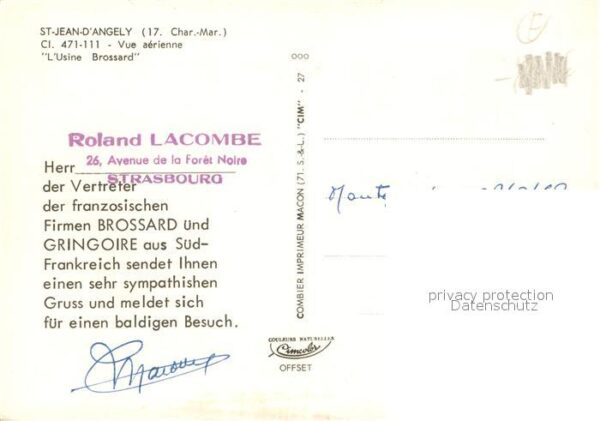 ST-JEAN-D'ANGELY (17. Char.-Mar.)
Cl. 471-111 - Vue aérienne
"L'Usine Brossard"
Roland LACOMBE
26, Avenue de la Forêt Noire
STRASBOURG
Herr
der Vertreter
der franzosischen
Firmen BROSSARD Und
GRINGOIRE aus Süd-
Frankreich sendet Ihnen
einen sehr sympathishen
Gruss und meldet sich
für einen baldigen Besuch.
COMBIER IMPRIMEUR MACON (71. S.-&-L.) "CIM" - 27
COULEURS NATURELLES
Cimcolor
OFFSET
privacy protection
Datenschutz